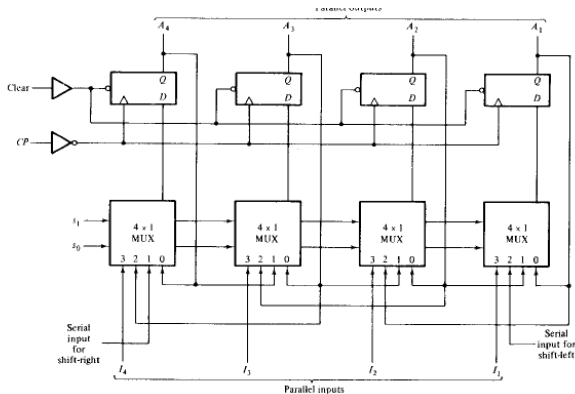 Parallel outputs
A4 A3 A2 A1
Clear
Q Q Q Q
D D D D
CP
s1
s0
4 × 1 4 × 1 4 × 1 4 × 1
MUX MUX MUX MUX
3 2 1 0 3 2 1 0 3 2 1 0 3 2 1 0
Serial
input
for
shift-right
Serial
input
for
shift-left
I4 I3 I2 I1
Parallel inputs